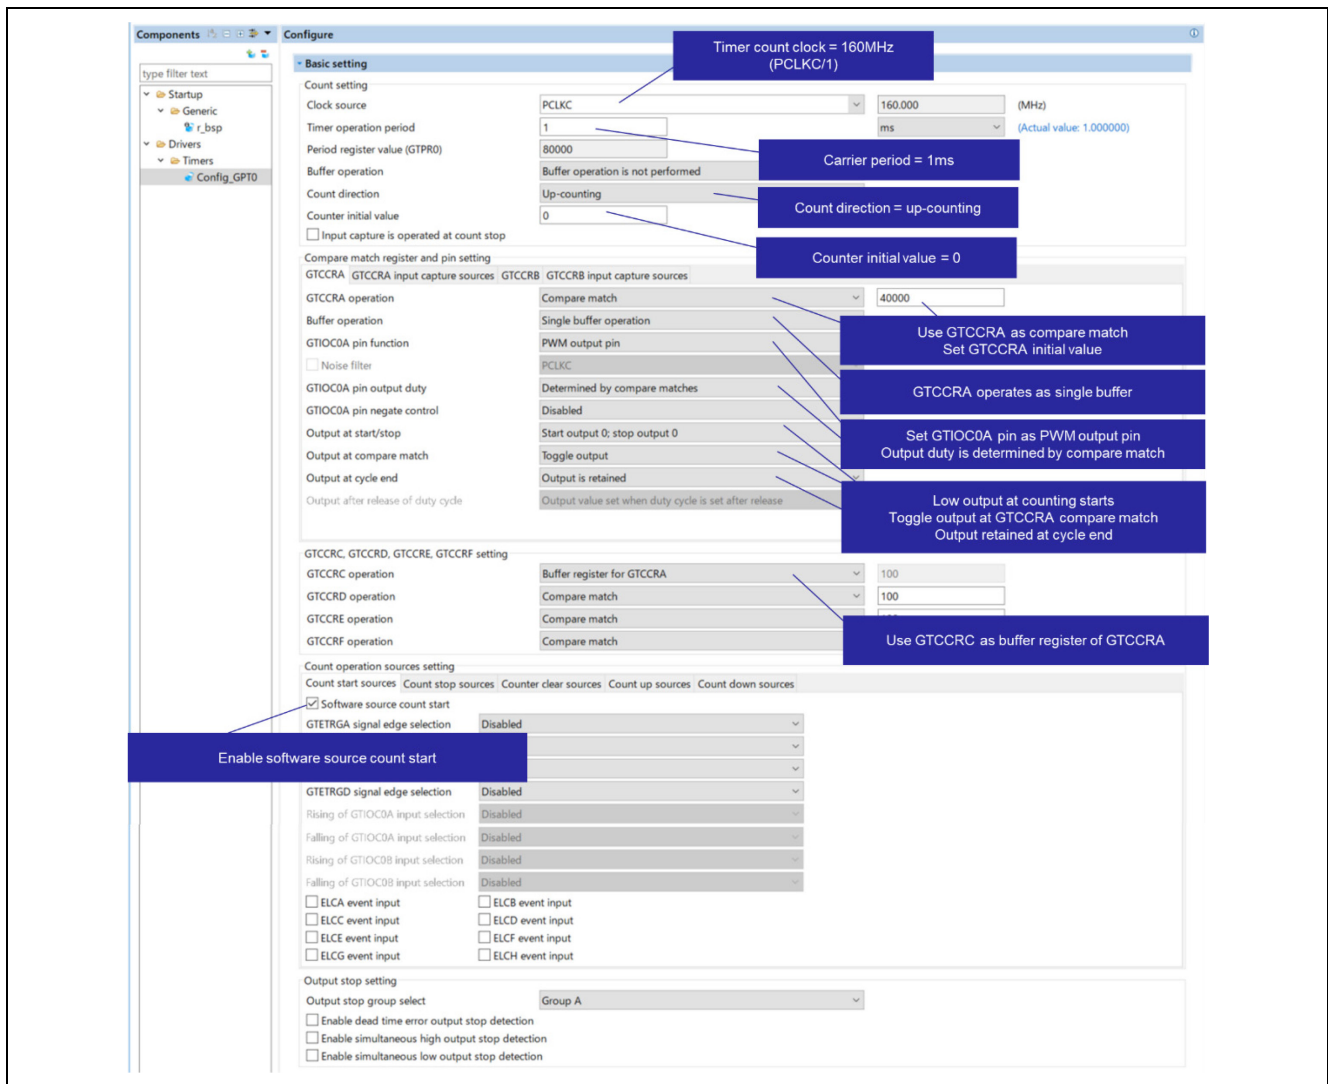 Components
Configure
type filter text
Startup
Generic
r_bsp
Drivers
Timers
Config_GPT0
Timer count clock = 160MHz
(PCLKC/1)
Basic setting
Count setting
Clock source PCLKC 160.000 (MHz)
Timer operation period 1 ms (Actual value: 1.000000)
Period register value (GTPR0) 80000
Carrier period = 1ms
Buffer operation Buffer operation is not performed
Count direction Up-counting
Count direction = up-counting
Counter initial value 0
Input capture is operated at count stop
Counter initial value = 0
Compare match register and pin setting
GTCCRA GTCCRA input capture sources GTCCRB GTCCRB input capture sources
GTCCRA operation Compare match 40000
Buffer operation Single buffer operation
Use GTCCRA as compare match
Set GTCCRA initial value
GTIOC0A pin function PWM output pin
Noise filter PCLKC
GTIOC0A pin output duty Determined by compare matches
GTCCRA operates as single buffer
GTIOC0A pin negate control Disabled
Output at start/stop Start output 0; stop output 0
Set GTIOC0A pin as PWM output pin
Output duty is determined by compare match
Output at compare match Toggle output
Output at cycle end Output is retained
Output after release of duty cycle Output value set when duty cycle is set after release
Low output at counting starts
Toggle output at GTCCRA compare match
Output retained at cycle end
GTCCRC, GTCCRD, GTCCRE, GTCCRF setting
GTCCRC operation Buffer register for GTCCRA 100
GTCCRD operation Compare match 100
GTCCRE operation Compare match
GTCCRF operation Compare match
Use GTCCRC as buffer register of GTCCRA
Count operation sources setting
Count start sources Count stop sources Counter clear sources Count up sources Count down sources
Software source count start
GTETRGA signal edge selection Disabled
Enable software source count start
GTETRGD signal edge selection Disabled
Rising of GTIOC0A input selection Disabled
Falling of GTIOC0A input selection Disabled
Rising of GTIOC0B input selection Disabled
Falling of GTIOC0B input selection Disabled
ELCA event input ELCB event input
ELCC event input ELCD event input
ELCE event input ELCF event input
ELCG event input ELCH event input
Output stop setting
Output stop group select Group A
Enable dead time error output stop detection
Enable simultaneous high output stop detection
Enable simultaneous low output stop detection